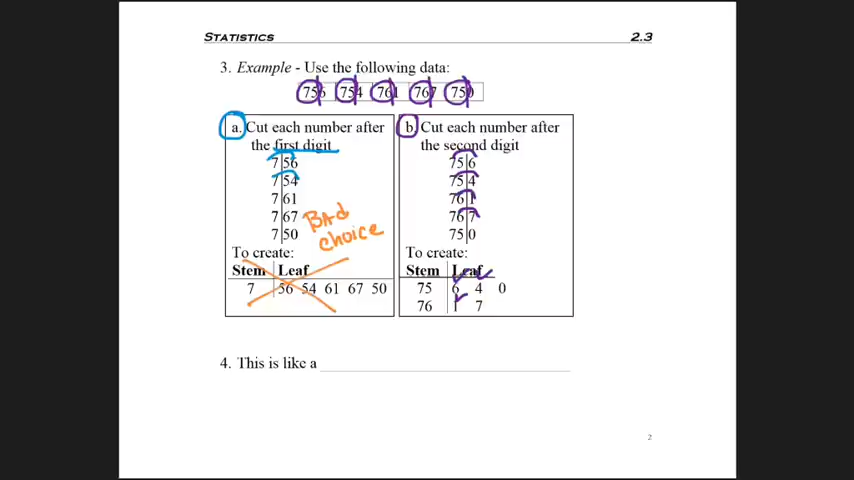 STATISTICS 2.3
3. Example - Use the following data:
756 754 761 767 750
a. Cut each number after
the first digit
7 56
7 54
7 61
7 67
7 50
BAd
choice
To create:
Stem Leaf
7 56 54 61 67 50
b. Cut each number after
the second digit
75 6
75 4
76 1
76 7
75 0
To create:
Stem Leaf
75 6 4 0
76 1 7
4. This is like a
2